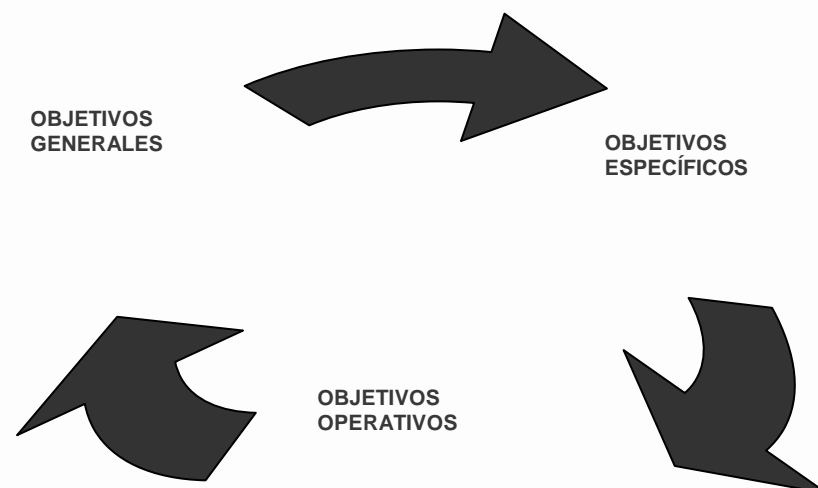 OBJETIVOS
GENERALES
OBJETIVOS
ESPECÍFICOS
OBJETIVOS
OPERATIVOS